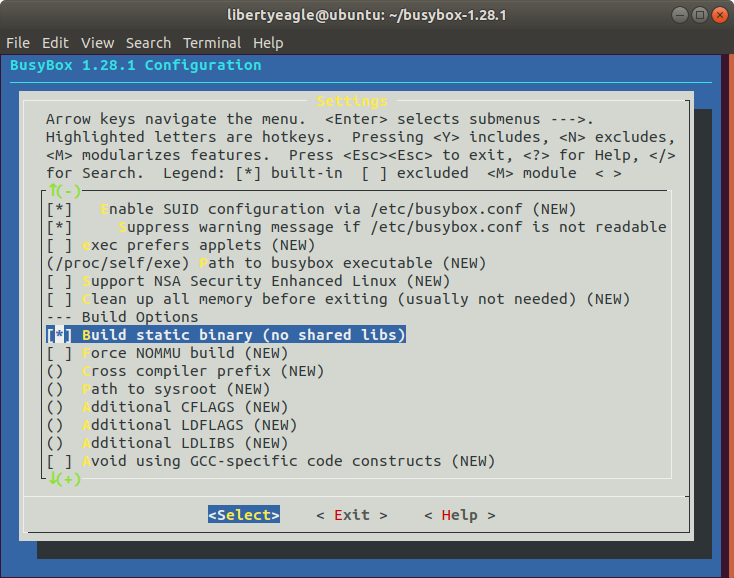 libertyeagle@ubuntu: ~/busybox-1.28.1
File Edit View Search Terminal Help
BusyBox 1.28.1 Configuration
Settings
Arrow keys navigate the menu.  <Enter> selects submenus --->.
Highlighted letters are hotkeys.  Pressing <Y> includes, <N> excludes,
<M> modularizes features.  Press <Esc><Esc> to exit, <?> for Help, </>
for Search.  Legend: [*] built-in  [ ] excluded  <M> module  < >
↑(-)
[*]   Enable SUID configuration via /etc/busybox.conf (NEW)
[*]     Suppress warning message if /etc/busybox.conf is not readable
[ ] exec prefers applets (NEW)
(/proc/self/exe) Path to busybox executable (NEW)
[ ] Support NSA Security Enhanced Linux (NEW)
[ ] Clean up all memory before exiting (usually not needed) (NEW)
--- Build Options
[*] Build static binary (no shared libs)
[ ] Force NOMMU build (NEW)
()  Cross compiler prefix (NEW)
()  Path to sysroot (NEW)
()  Additional CFLAGS (NEW)
()  Additional LDFLAGS (NEW)
()  Additional LDLIBS (NEW)
[ ] Avoid using GCC-specific code constructs (NEW)
↓(+)
<Select>    < Exit >    < Help >